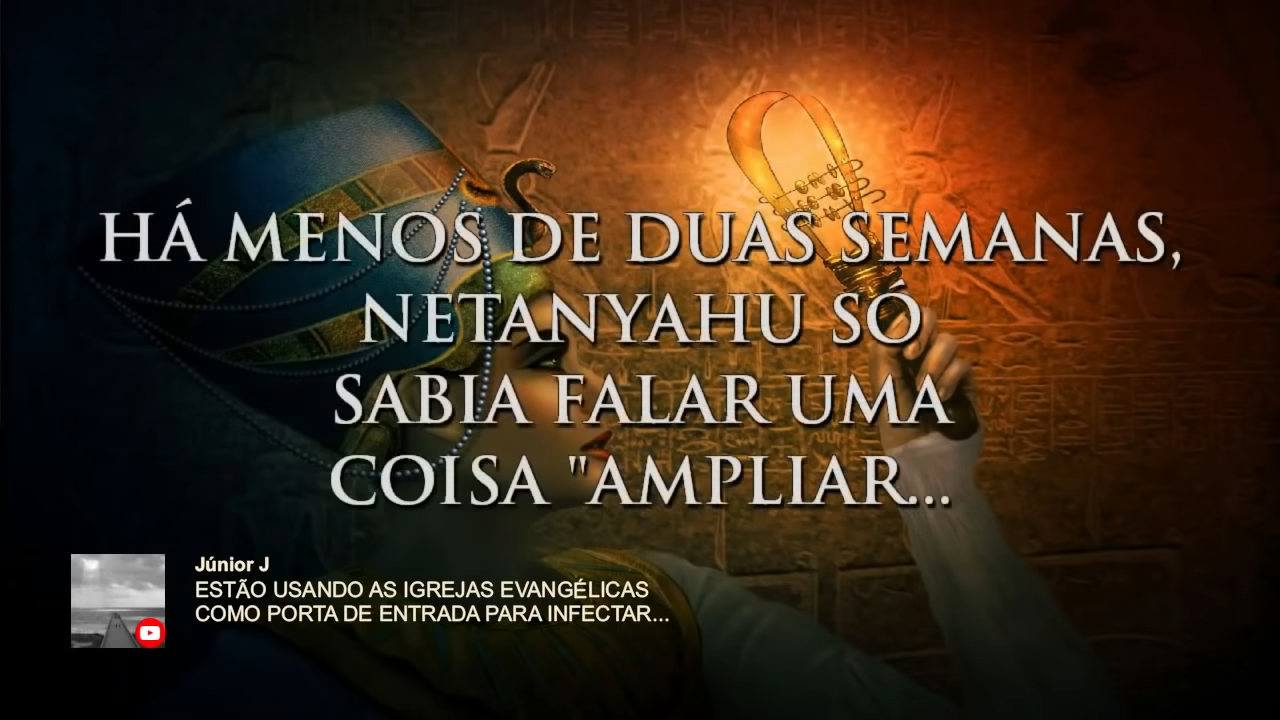 HÁ MENOS DE DUAS SEMANAS,
NETANYAHU SÓ
SABIA FALAR UMA
COISA "AMPLIAR...
Júnior J
ESTÃO USANDO AS IGREJAS EVANGÉLICAS
COMO PORTA DE ENTRADA PARA INFECTAR...